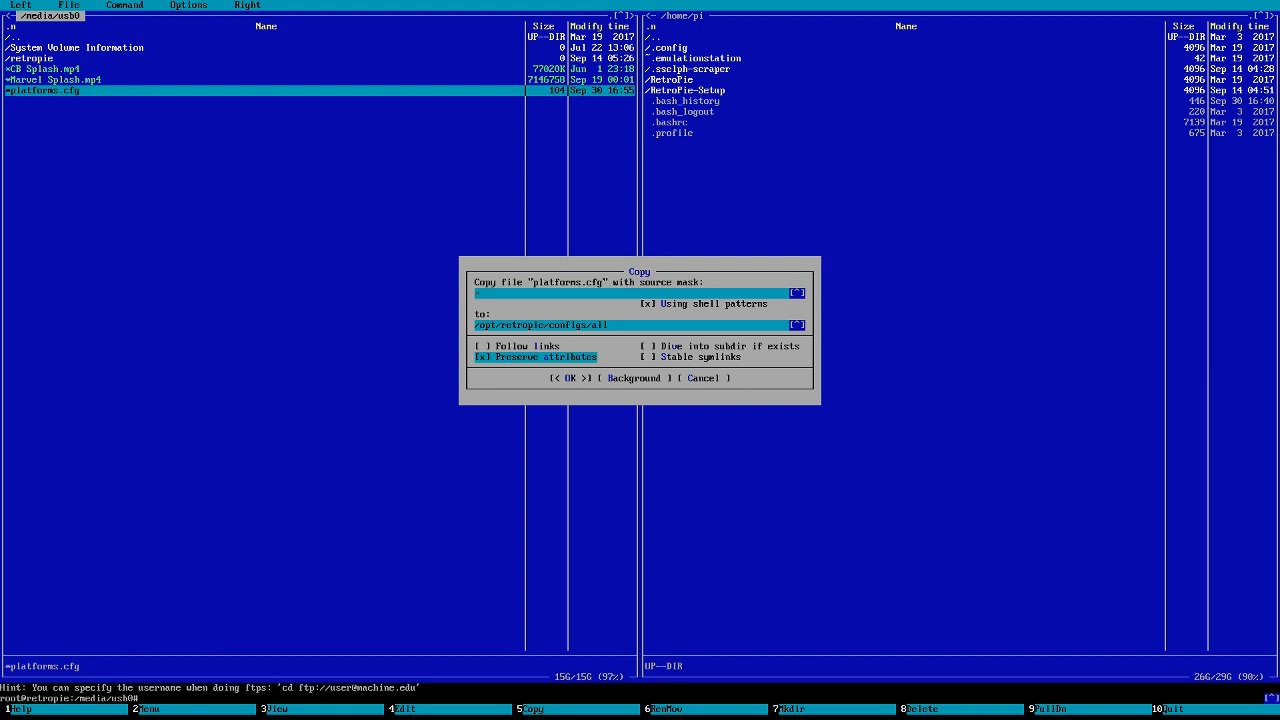 Left File Command Options Right
<─ /media/usb0 .[^]>
.n Name Size Modify time
/.. UP--DIR Mar 19 2017
/System Volume Information 0 Jul 22 13:06
/retropie 0 Sep 14 05:26
*CB Splash.mp4 77020K Jun 1 23:18
*Marvel Splash.mp4 7146758 Sep 19 00:01
*platforms.cfg 104 Sep 30 16:55
<─ /home/pi .[^]>
.n Name Size Modify time
/.. UP--DIR Mar 3 2017
/.config 4096 Mar 19 2017
~.emulationstation 42 Mar 19 2017
/.sselph-scraper 4096 Sep 14 04:28
/RetroPie 4096 Mar 19 2017
/RetroPie-Setup 4096 Sep 14 04:51
.bash_history 446 Sep 30 16:40
.bash_logout 220 Mar 3 2017
.bashrc 7139 Mar 19 2017
.profile 675 Mar 3 2017
Copy
Copy file "platforms.cfg" with source mask:
* [^]
[x] Using shell patterns
to:
/opt/retropie/configs/all [^]
[ ] Follow links [ ] Dive into subdir if exists
[x] Preserve attributes [ ] Stable symlinks
[< OK >] [ Background ] [ Cancel ]
*platforms.cfg
15G/15G (97%)
UP--DIR
26G/29G (90%)
Hint: You can specify the username when doing ftps: 'cd ftp://user@machine.edu'
root@retropie:/media/usb0# [^]
1Help 2Menu 3View 4Edit 5Copy 6RenMov 7Mkdir 8Delete 9PullDn 10Quit